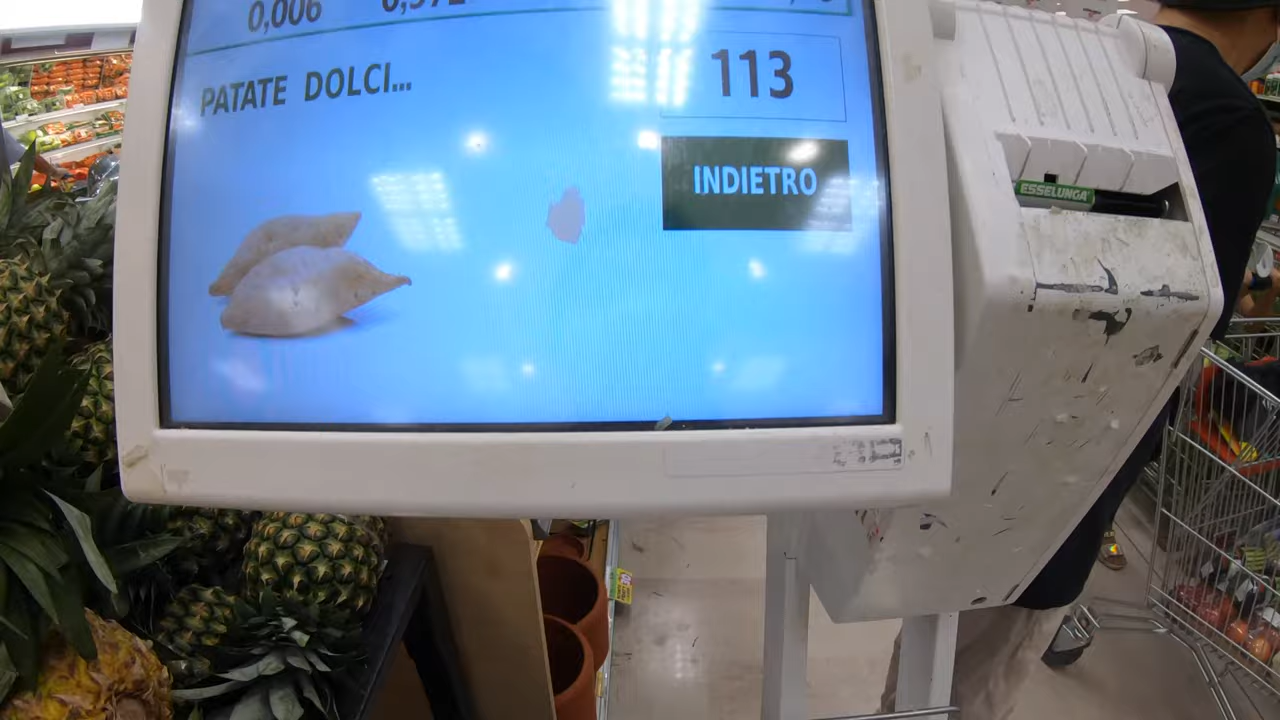 0,006
PATATE DOLCI...
113
INDIETRO
ESSELUNGA